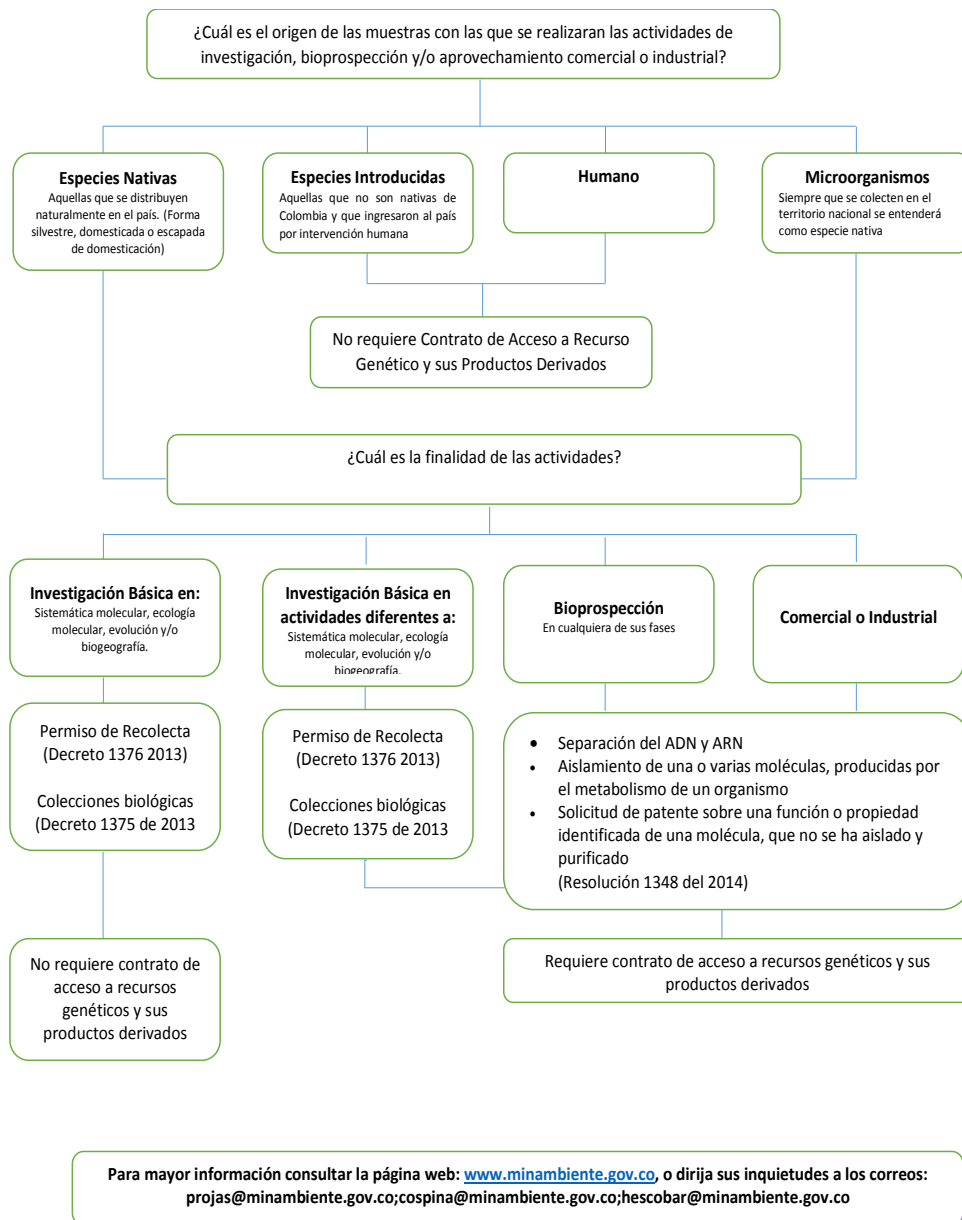 ¿Cuál es el origen de las muestras con las que se realizaran las actividades de
investigación, bioprospección y/o aprovechamiento comercial o industrial?
Especies Nativas
Aquellas que se distribuyen
naturalmente en el país. (Forma
silvestre, domesticada o escapada
de domesticación)
Especies Introducidas
Aquellas que no son nativas de
Colombia y que ingresaron al país
por intervención humana
Humano
Microorganismos
Siempre que se colecten en el
territorio nacional se entenderá
como especie nativa
No requiere Contrato de Acceso a Recurso
Genético y sus Productos Derivados
¿Cuál es la finalidad de las actividades?
Investigación Básica en:
Sistemática molecular, ecología
molecular, evolución y/o
biogeografía.
Investigación Básica en
actividades diferentes a:
Sistemática molecular, ecología
molecular, evolución y/o
biogeografía.
Bioprospección
En cualquiera de sus fases
Comercial o Industrial
Permiso de Recolecta
(Decreto 1376 2013)
Colecciones biológicas
(Decreto 1375 de 2013
Permiso de Recolecta
(Decreto 1376 2013)
Colecciones biológicas
(Decreto 1375 de 2013
• Separación del ADN y ARN
• Aislamiento de una o varias moléculas, producidas por
el metabolismo de un organismo
• Solicitud de patente sobre una función o propiedad
identificada de una molécula, que no se ha aislado y
purificado
(Resolución 1348 del 2014)
No requiere contrato de
acceso a recursos
genéticos y sus
productos derivados
Requiere contrato de acceso a recursos genéticos y sus
productos derivados
Para mayor información consultar la página web: www.minambiente.gov.co, o dirija sus inquietudes a los correos:
projas@minambiente.gov.co;cospina@minambiente.gov.co;hescobar@minambiente.gov.co